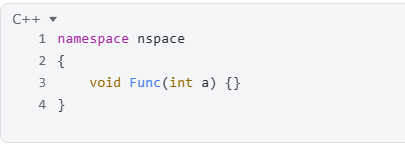 C++
1 namespace nspace
2 {
3     void Func(int a) {}
4 }